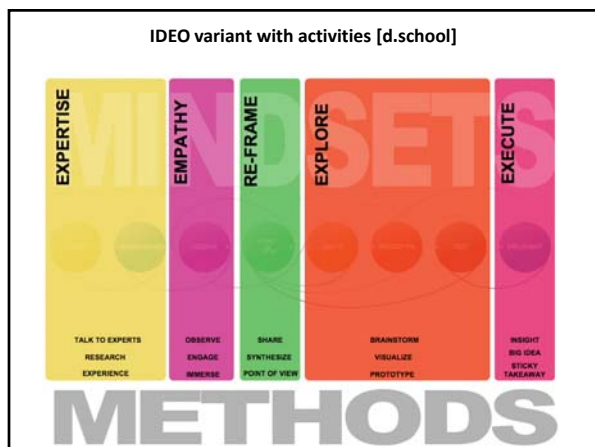 IDEO variant with activities [d.school]
MINDSETS
EXPERTISE
EMPATHY
RE-FRAME
EXPLORE
EXECUTE
TALK TO EXPERTS
RESEARCH
EXPERIENCE
OBSERVE
ENGAGE
IMMERSE
SHARE
SYNTHESIZE
POINT OF VIEW
BRAINSTORM
VISUALIZE
PROTOTYPE
INSIGHT
BIG IDEA
STICKY
TAKEAWAY
METHODS